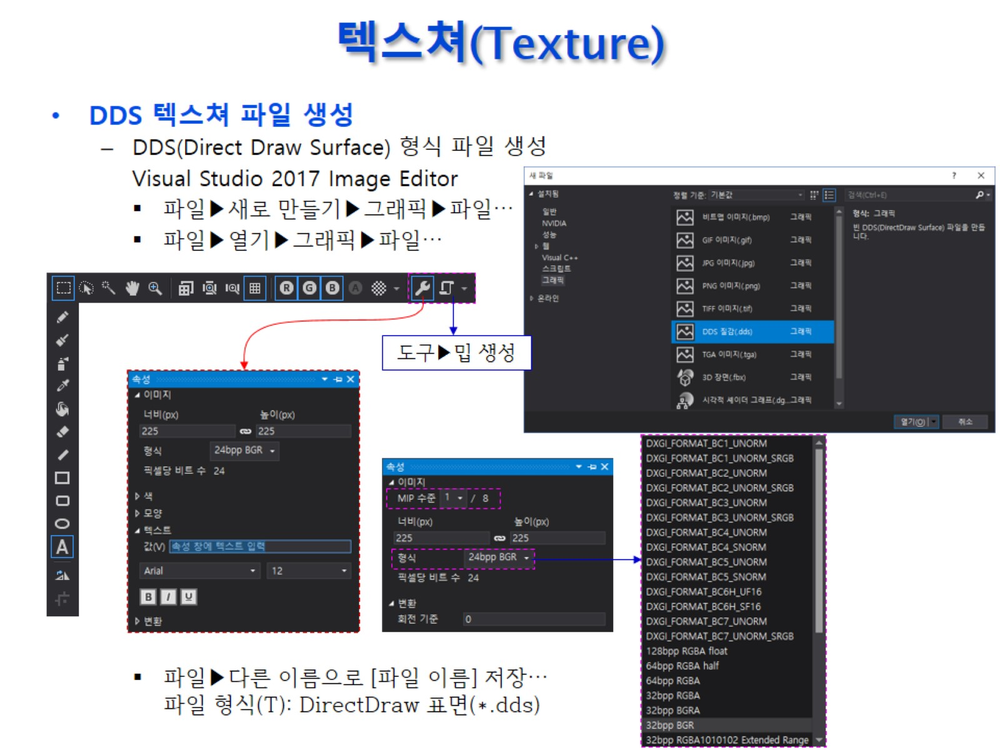 텍스쳐(Texture)
• DDS 텍스쳐 파일 생성
– DDS(Direct Draw Surface) 형식 파일 생성
Visual Studio 2017 Image Editor
▪ 파일▶새로 만들기▶그래픽▶파일…
▪ 파일▶열기▶그래픽▶파일…
새 파일
설치됨
일반
NVIDIA
성능
웹
Visual C++
스크립트
그래픽
온라인
정렬 기준: 기본값
검색(Ctrl+E)
비트맵 이미지(.bmp) 그래픽
GIF 이미지(.gif) 그래픽
JPG 이미지(.jpg) 그래픽
PNG 이미지(.png) 그래픽
TIFF 이미지(.tif) 그래픽
DDS 질감(.dds) 그래픽
TGA 이미지(.tga) 그래픽
3D 장면(.fbx) 그래픽
시각적 셰이더 그래프(.dg... 그래픽
형식: 그래픽
빈 DDS(DirectDraw Surface) 파일을 만듭
니다.
열기(O) 취소
R G B A
도구▶밉 생성
A
속성
이미지
너비(px) 높이(px)
225 225
형식 24bpp BGR
픽셀당 비트 수 24
색
모양
텍스트
값(V) 속성 창에 텍스트 입력
Arial 12
B I U
변환
속성
이미지
MIP 수준 1 / 8
너비(px) 높이(px)
225 225
형식 24bpp BGR
픽셀당 비트 수 24
변환
회전 기준 0
DXGI_FORMAT_BC1_UNORM
DXGI_FORMAT_BC1_UNORM_SRGB
DXGI_FORMAT_BC2_UNORM
DXGI_FORMAT_BC2_UNORM_SRGB
DXGI_FORMAT_BC3_UNORM
DXGI_FORMAT_BC3_UNORM_SRGB
DXGI_FORMAT_BC4_UNORM
DXGI_FORMAT_BC4_SNORM
DXGI_FORMAT_BC5_UNORM
DXGI_FORMAT_BC5_SNORM
DXGI_FORMAT_BC6H_UF16
DXGI_FORMAT_BC6H_SF16
DXGI_FORMAT_BC7_UNORM
DXGI_FORMAT_BC7_UNORM_SRGB
128bpp RGBA float
64bpp RGBA half
64bpp RGBA
32bpp RGBA
32bpp BGRA
32bpp BGR
32bpp RGBA1010102 Extended Range
▪ 파일▶다른 이름으로 [파일 이름] 저장…
파일 형식(T): DirectDraw 표면(*.dds)